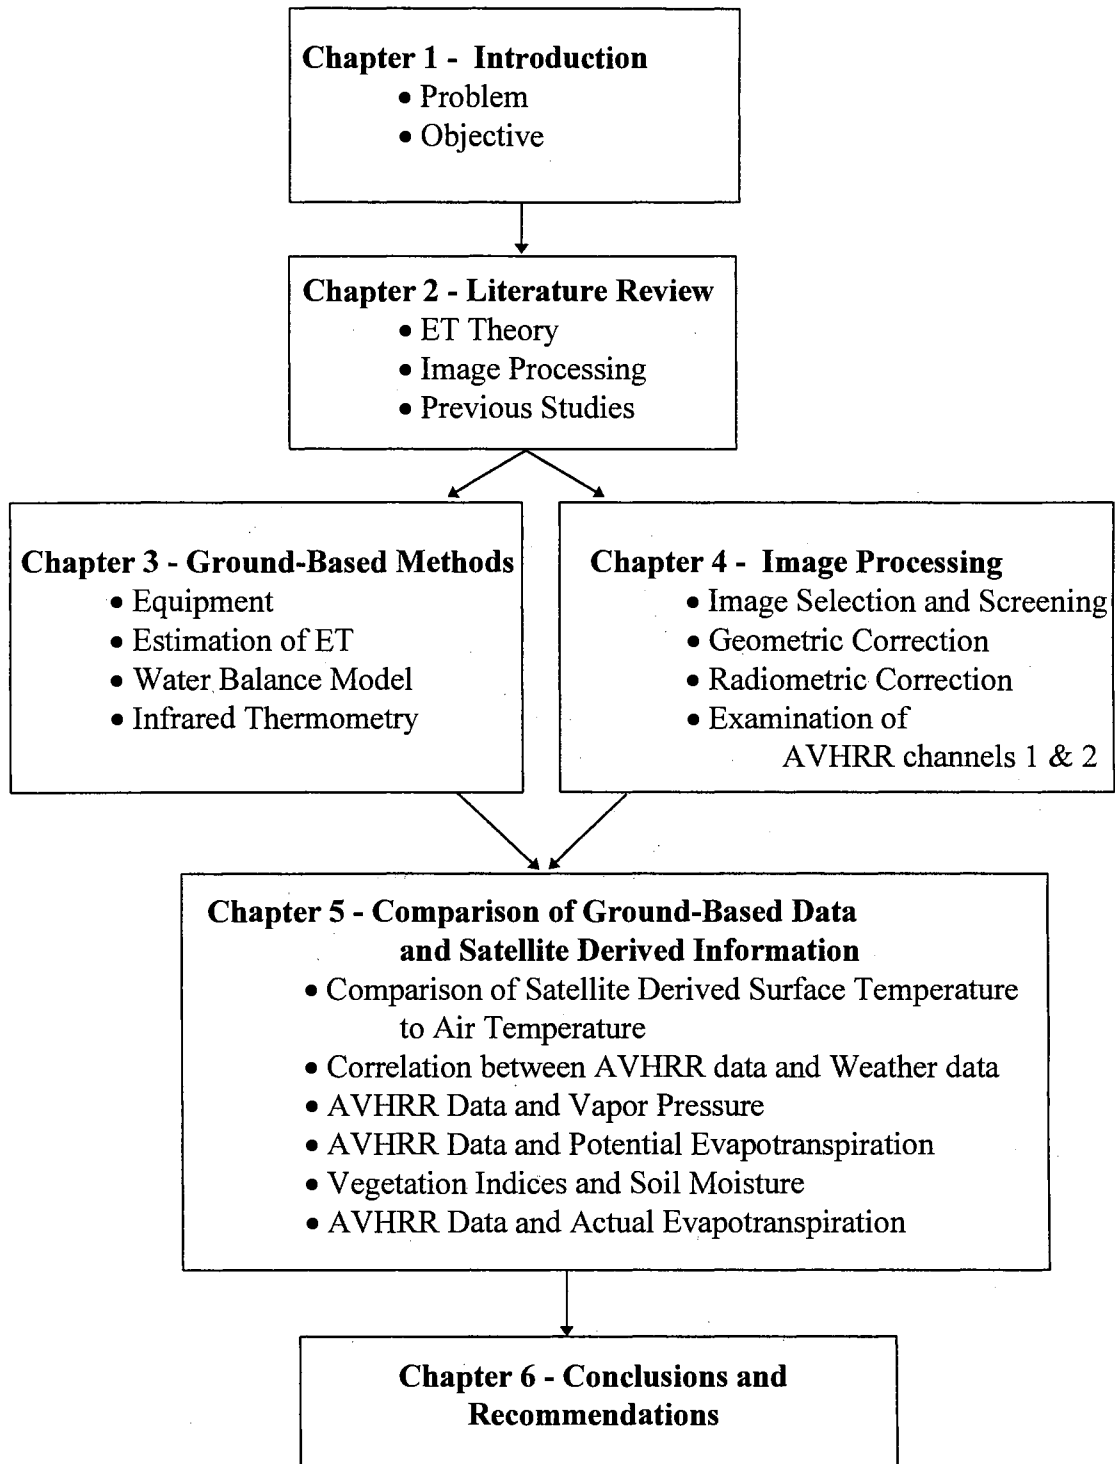 Chapter 1 - Introduction
• Problem
• Objective
Chapter 2 - Literature Review
• ET Theory
• Image Processing
• Previous Studies
Chapter 3 - Ground-Based Methods
• Equipment
• Estimation of ET
• Water Balance Model
• Infrared Thermometry
Chapter 4 - Image Processing
• Image Selection and Screening
• Geometric Correction
• Radiometric Correction
• Examination of
AVHRR channels 1 & 2
Chapter 5 - Comparison of Ground-Based Data
and Satellite Derived Information
• Comparison of Satellite Derived Surface Temperature
to Air Temperature
• Correlation between AVHRR data and Weather data
• AVHRR Data and Vapor Pressure
• AVHRR Data and Potential Evapotranspiration
• Vegetation Indices and Soil Moisture
• AVHRR Data and Actual Evapotranspiration
Chapter 6 - Conclusions and
Recommendations